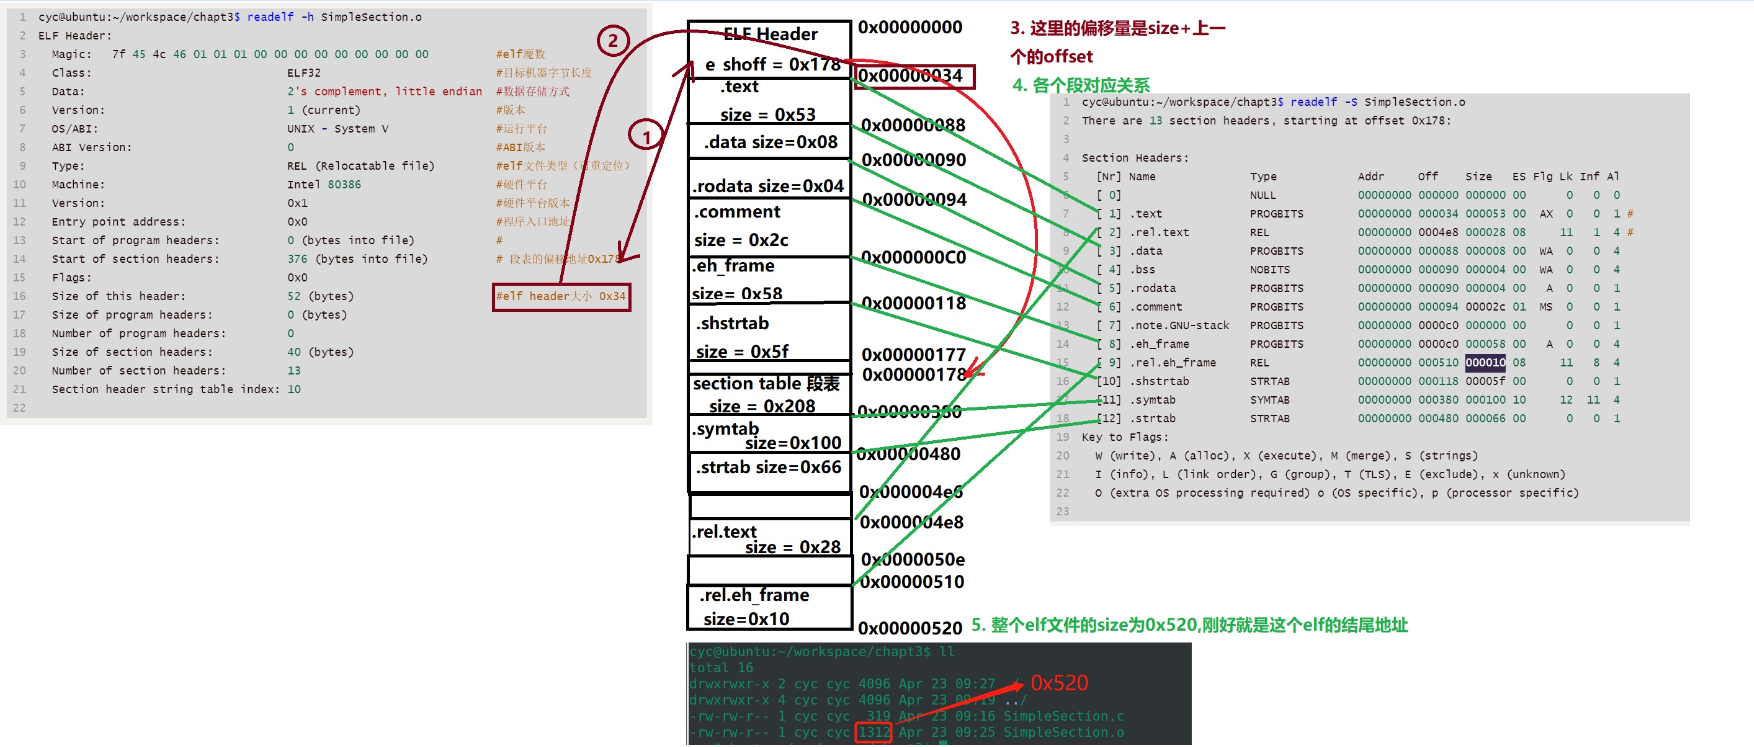 1 cyc@ubuntu:~/workspace/chapt3$ readelf -h SimpleSection.o
2 ELF Header:
3 Magic: 7f 45 4c 46 01 01 01 00 00 00 00 00 00 00 00 00 #elf魔数
4 Class: ELF32 #目标机器字节长度
5 Data: 2's complement, little endian #数据存储方式
6 Version: 1 (current) #版本
7 OS/ABI: UNIX - System V #运行平台
8 ABI Version: 0 #ABI版本
9 Type: REL (Relocatable file) #elf文件类型（可重定位）
10 Machine: Intel 80386 #硬件平台
11 Version: 0x1 #硬件平台版本
12 Entry point address: 0x0 #程序入口地址
13 Start of program headers: 0 (bytes into file) #
14 Start of section headers: 376 (bytes into file) # 段表的偏移地址0x178
15 Flags: 0x0
16 Size of this header: 52 (bytes) #elf header大小 0x34
17 Size of program headers: 0 (bytes)
18 Number of program headers: 0
19 Size of section headers: 40 (bytes)
20 Number of section headers: 13
21 Section header string table index: 10
22
②
①
ELF Header 0x00000000
e shoff = 0x178 0x00000034
.text
size = 0x53 0x00000088
.data size=0x08 0x00000090
.rodata size=0x04 0x00000094
.comment
size = 0x2c 0x000000C0
.eh_frame
size= 0x58 0x00000118
.shstrtab
size = 0x5f 0x00000177
0x00000178
section table 段表
size = 0x208 0x00000380
.symtab
size=0x100 0x00000480
.strtab size=0x66 0x000004e6
0x000004e8
.rel.text
size = 0x28 0x0000050e
0x00000510
.rel.eh_frame
size=0x10 0x00000520
3. 这里的偏移量是size+上一
个的offset
4. 各个段对应关系
1 cyc@ubuntu:~/workspace/chapt3$ readelf -S SimpleSection.o
2 There are 13 section headers, starting at offset 0x178:
3
4 Section Headers:
5 [Nr] Name Type Addr Off Size ES Flg Lk Inf Al
6 [ 0] NULL 00000000 000000 000000 00 0 0 0
7 [ 1] .text PROGBITS 00000000 000034 000053 00 AX 0 0 1 #
8 [ 2] .rel.text REL 00000000 0004e8 000028 08 11 1 4 #
9 [ 3] .data PROGBITS 00000000 000088 000008 00 WA 0 0 4
10 [ 4] .bss NOBITS 00000000 000090 000004 00 WA 0 0 4
11 [ 5] .rodata PROGBITS 00000000 000090 000004 00 A 0 0 1
12 [ 6] .comment PROGBITS 00000000 000094 00002c 01 MS 0 0 1
13 [ 7] .note.GNU-stack PROGBITS 00000000 0000c0 000000 00 0 0 1
14 [ 8] .eh_frame PROGBITS 00000000 0000c0 000058 00 A 0 0 4
15 [ 9] .rel.eh_frame REL 00000000 000510 000010 08 11 8 4
16 [10] .shstrtab STRTAB 00000000 000118 00005f 00 0 0 1
17 [11] .symtab SYMTAB 00000000 000380 000100 10 12 11 4
18 [12] .strtab STRTAB 00000000 000480 000066 00 0 0 1
19 Key to Flags:
20 W (write), A (alloc), X (execute), M (merge), S (strings)
21 I (info), L (link order), G (group), T (TLS), E (exclude), x (unknown)
22 O (extra OS processing required) o (OS specific), p (processor specific)
23
5. 整个elf文件的size为0x520,刚好就是这个elf的结尾地址
cyc@ubuntu:~/workspace/chapt3$ ll
total 16
drwxrwxr-x 2 cyc cyc 4096 Apr 23 09:27 ./
0x520
drwxrwxr-x 4 cyc cyc 4096 Apr 23 09:19 ../
-rw-rw-r-- 1 cyc cyc 319 Apr 23 09:16 SimpleSection.c
-rw-rw-r-- 1 cyc cyc 1312 Apr 23 09:25 SimpleSection.o